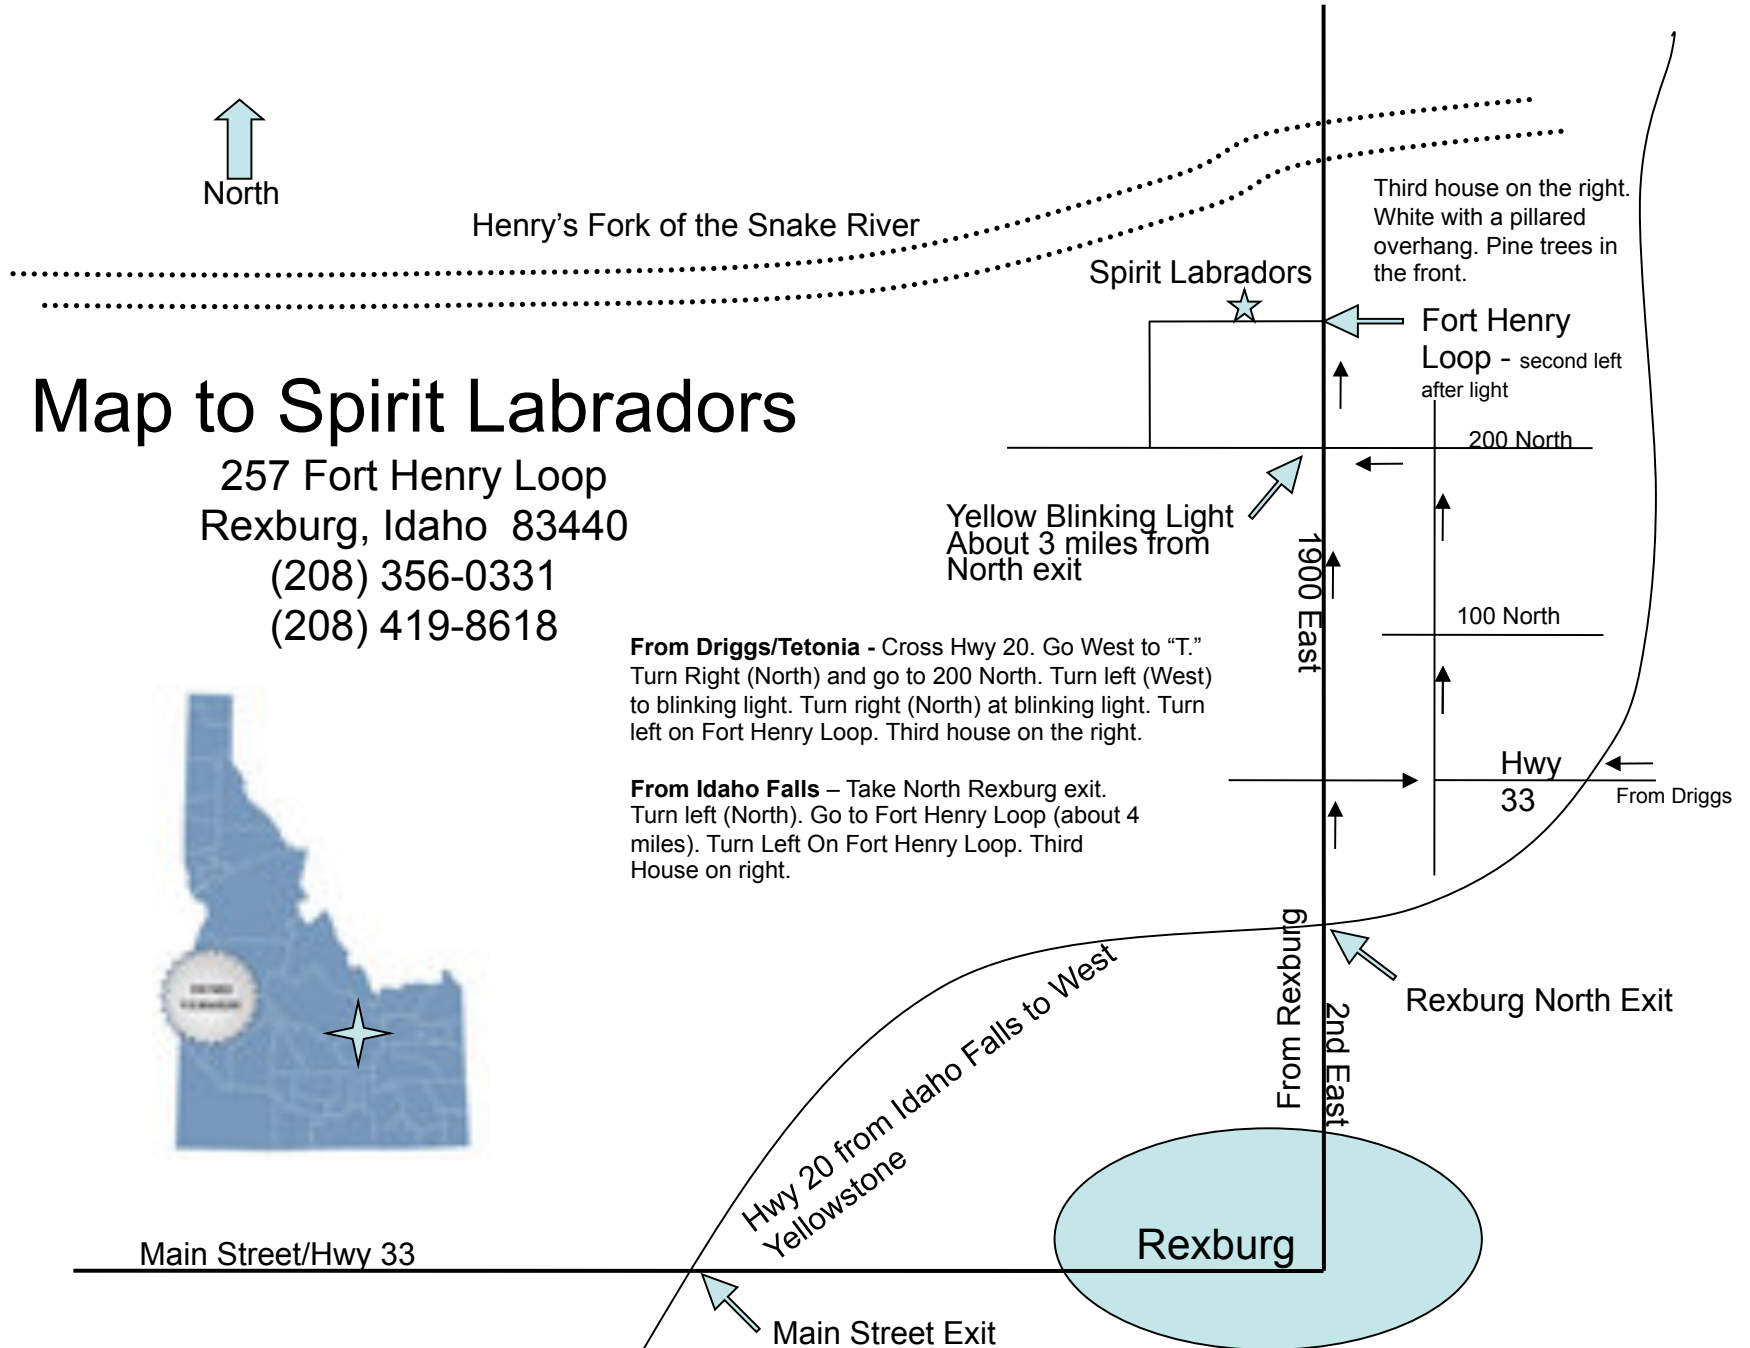 North
Henry’s Fork of the Snake River
Third house on the right.
White with a pillared
overhang. Pine trees in
the front.
Spirit Labradors
Fort Henry
Loop - second left
after light
Map to Spirit Labradors
257 Fort Henry Loop
Rexburg, Idaho  83440
(208) 356-0331
(208) 419-8618
200 North
Yellow Blinking Light
About 3 miles from
North exit
1900 East
100 North
From Driggs/Tetonia - Cross Hwy 20. Go West to “T.”
Turn Right (North) and go to 200 North. Turn left (West)
to blinking light. Turn right (North) at blinking light. Turn
left on Fort Henry Loop. Third house on the right.
Hwy
33
From Driggs
From Idaho Falls – Take North Rexburg exit.
Turn left (North). Go to Fort Henry Loop (about 4
miles). Turn Left On Fort Henry Loop. Third
House on right.
From Rexburg
2nd East
Rexburg North Exit
Hwy 20 from Idaho Falls to West
Yellowstone
Main Street/Hwy 33
Rexburg
Main Street Exit